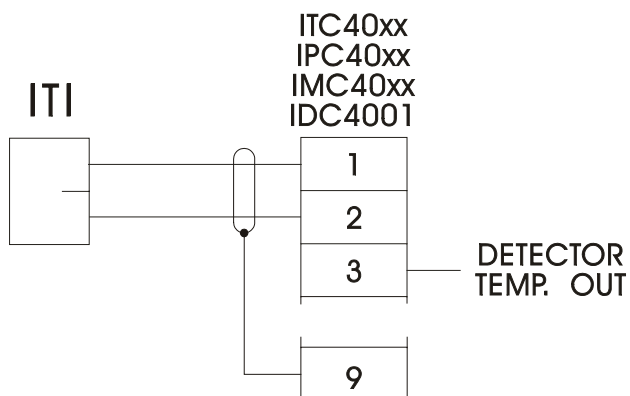 ITC40xx
IPC40xx
IMC40xx
IDC4001
ITI
1
2
3
DETECTOR
TEMP. OUT
9